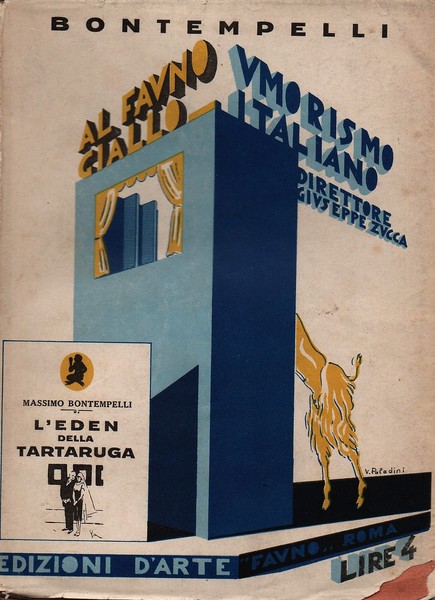 BONTEMPELLI
AL FAVNO
GIALLO
VMORISMO
ITALIANO
DIRETTORE
GIVSEPPE ZVCCA
MASSIMO BONTEMPELLI
L'EDEN
DELLA
TARTARUGA
V. Paladini
EDIZIONI D'ARTE "FAVNO" ROMA
LIRE 4